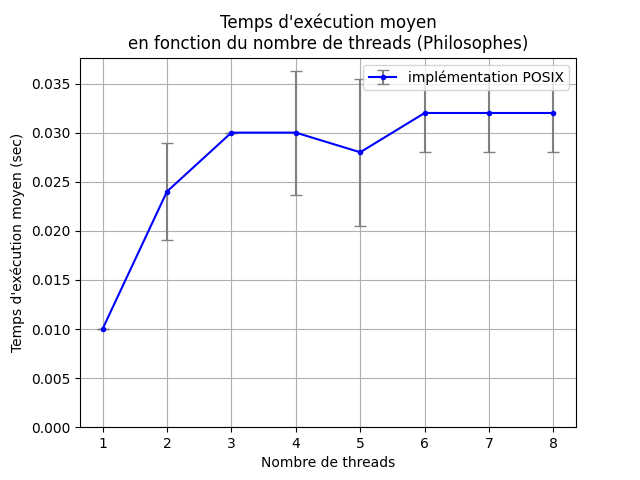 Temps d'exécution moyen
en fonction du nombre de threads (Philosophes)
implémentation POSIX
Temps d'exécution moyen (sec)
0.035
0.030
0.025
0.020
0.015
0.010
0.005
0.000
1 2 3 4 5 6 7 8
Nombre de threads